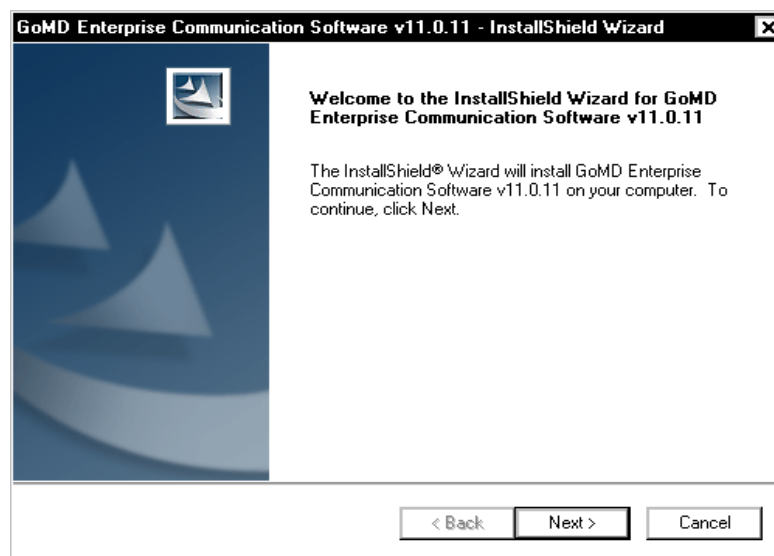 GoMD Enterprise Communication Software v11.0.11 - InstallShield Wizard
Welcome to the InstallShield Wizard for GoMD
Enterprise Communication Software v11.0.11
The InstallShield® Wizard will install GoMD Enterprise
Communication Software v11.0.11 on your computer.  To
continue, click Next.
< Back
Next >
Cancel